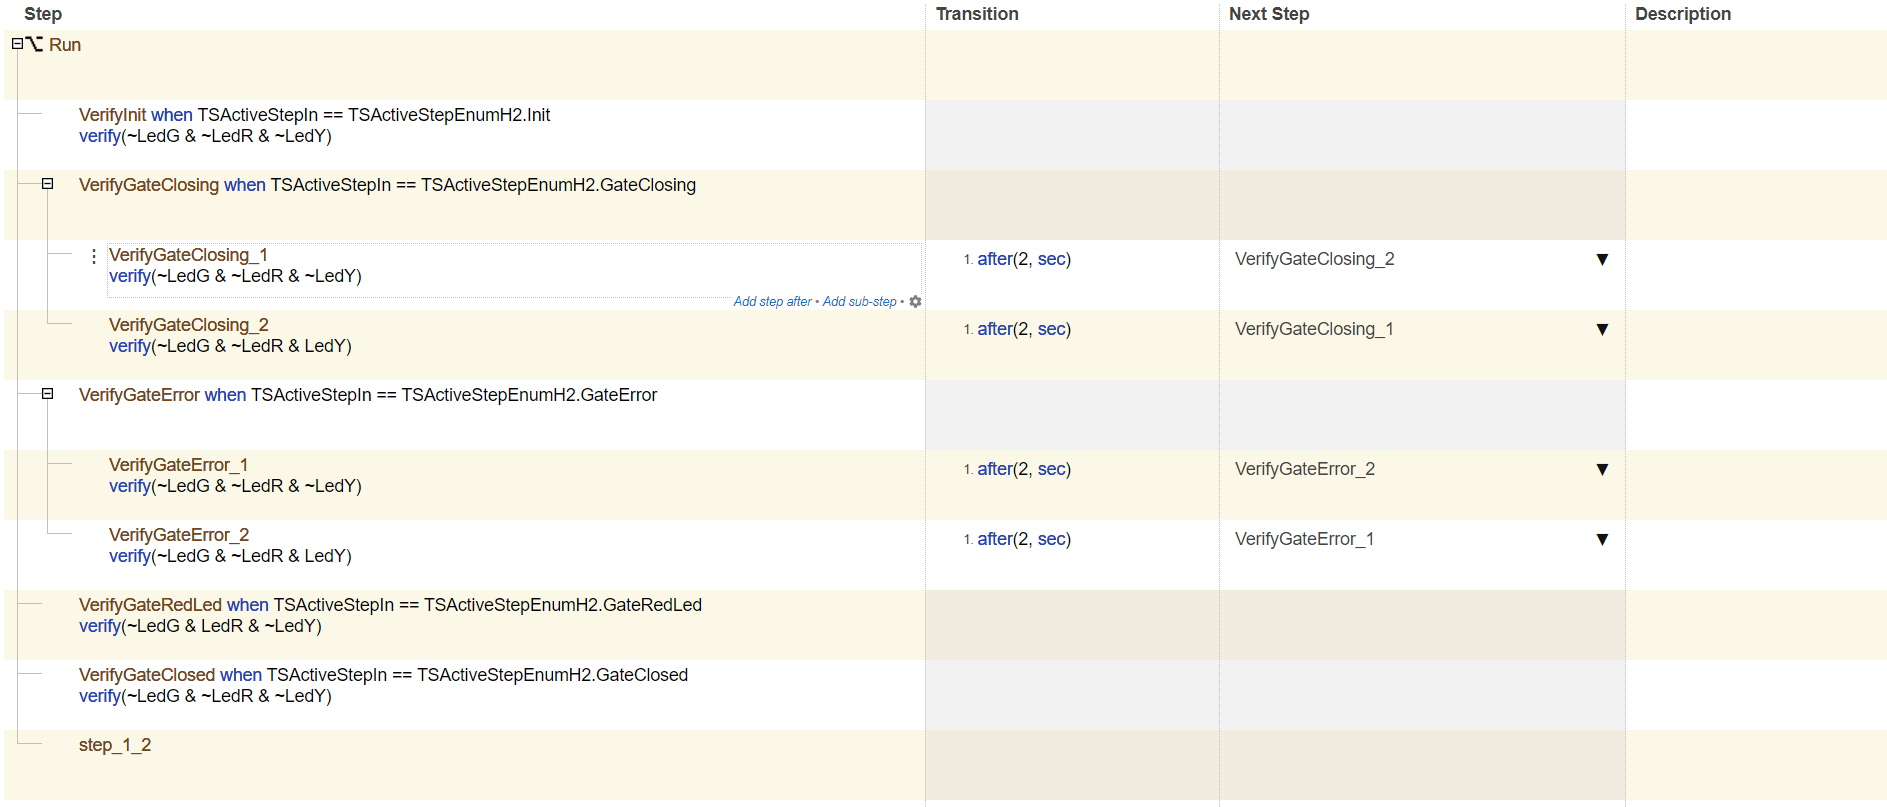 Step Transition Next Step Description
Run
VerifyInit when TSActiveStepIn == TSActiveStepEnumH2.Init
verify(~LedG & ~LedR & ~LedY)
VerifyGateClosing when TSActiveStepIn == TSActiveStepEnumH2.GateClosing
VerifyGateClosing_1 1. after(2, sec) VerifyGateClosing_2
verify(~LedG & ~LedR & ~LedY)
Add step after • Add sub-step •
VerifyGateClosing_2 1. after(2, sec) VerifyGateClosing_1
verify(~LedG & ~LedR & LedY)
VerifyGateError when TSActiveStepIn == TSActiveStepEnumH2.GateError
VerifyGateError_1 1. after(2, sec) VerifyGateError_2
verify(~LedG & ~LedR & ~LedY)
VerifyGateError_2 1. after(2, sec) VerifyGateError_1
verify(~LedG & ~LedR & LedY)
VerifyGateRedLed when TSActiveStepIn == TSActiveStepEnumH2.GateRedLed
verify(~LedG & LedR & ~LedY)
VerifyGateClosed when TSActiveStepIn == TSActiveStepEnumH2.GateClosed
verify(~LedG & ~LedR & ~LedY)
step_1_2